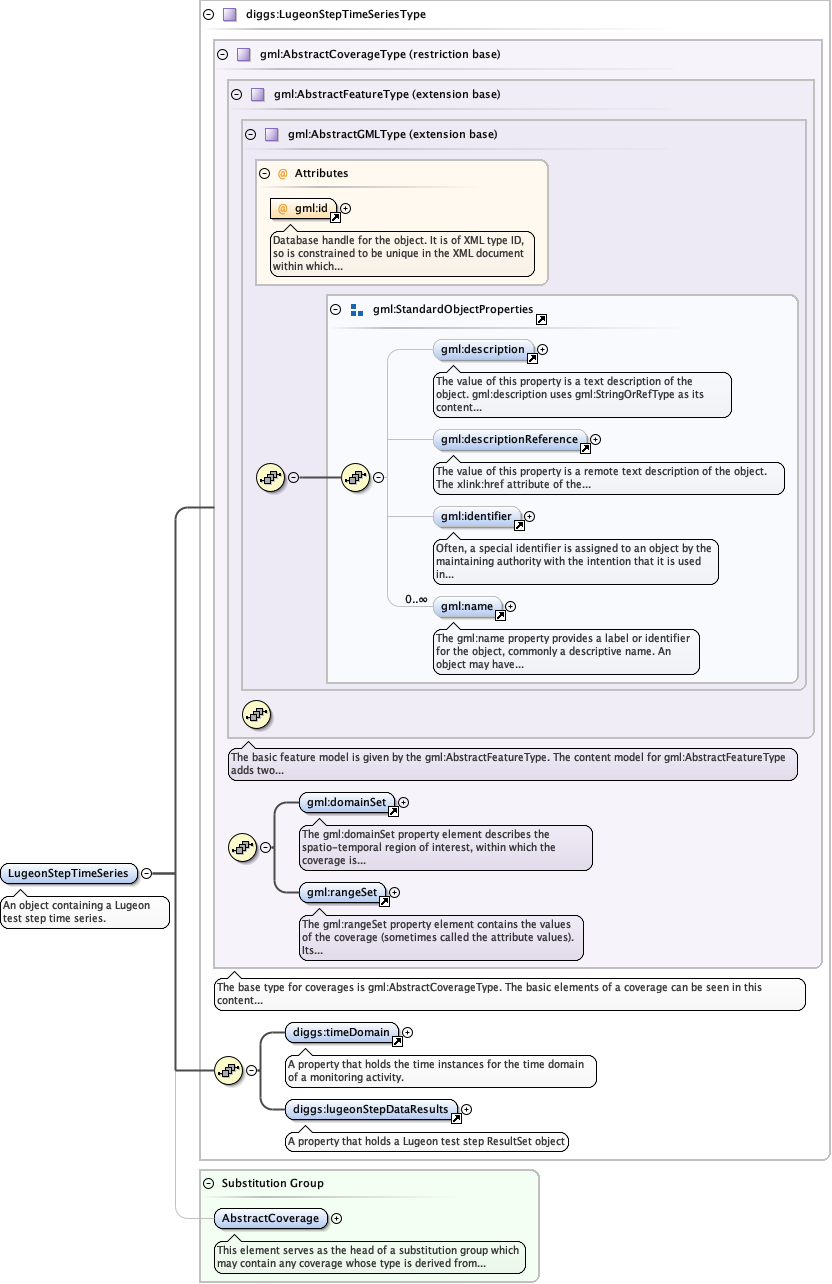 diggs:LugeonStepTimeSeriesType
gml:AbstractCoverageType (restriction base)
gml:AbstractFeatureType (extension base)
gml:AbstractGMLType (extension base)
@ Attributes
@ gml:id
Database handle for the object. It is of XML type ID,
so is constrained to be unique in the XML document
within which...
gml:StandardObjectProperties
gml:description
The value of this property is a text description of the
object. gml:description uses gml:StringOrRefType as its
content...
gml:descriptionReference
The value of this property is a remote text description of the object.
The xlink:href attribute of the...
gml:identifier
Often, a special identifier is assigned to an object by the
maintaining authority with the intention that it is used
in...
0..∞
gml:name
The gml:name property provides a label or identifier
for the object, commonly a descriptive name. An
object may have...
The basic feature model is given by the gml:AbstractFeatureType. The content model for gml:AbstractFeatureType
adds two...
gml:domainSet
The gml:domainSet property element describes the
spatio-temporal region of interest, within which the
coverage is...
gml:rangeSet
The gml:rangeSet property element contains the values
of the coverage (sometimes called the attribute values).
Its...
LugeonStepTimeSeries
An object containing a Lugeon
test step time series.
The base type for coverages is gml:AbstractCoverageType. The basic elements of a coverage can be seen in this
content...
diggs:timeDomain
A property that holds the time instances for the time domain
of a monitoring activity.
diggs:lugeonStepDataResults
A property that holds a Lugeon test step ResultSet object
Substitution Group
AbstractCoverage
This element serves as the head of a substitution group which
may contain any coverage whose type is derived from...